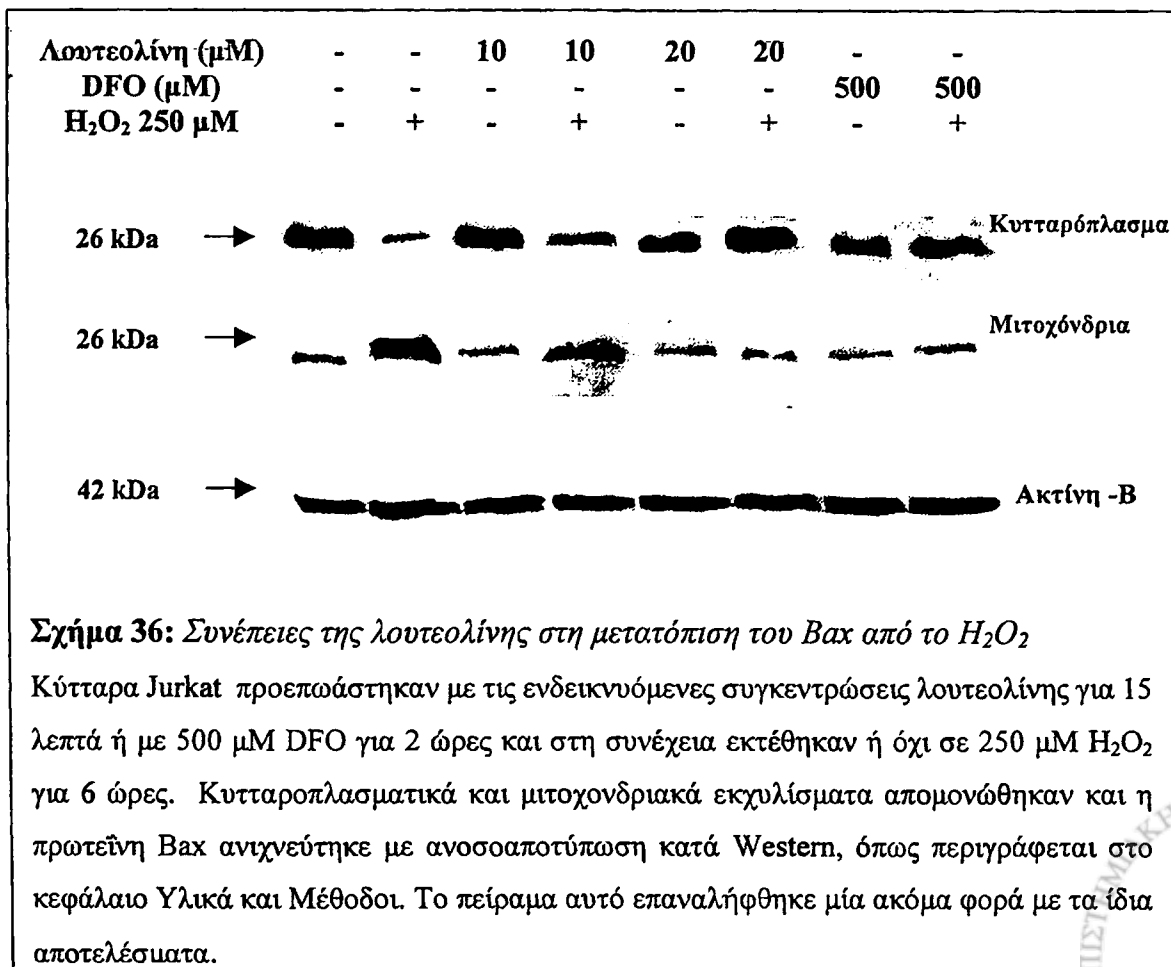 Λουτεολίνη (μM) - - 10 10 20 20 - -
DFO (μM) - - - - - - 500 500
H₂O₂ 250 μM - + - + - + - +
26 kDa Κυτταρόπλασμα
26 kDa Μιτοχόνδρια
42 kDa Ακτίνη -Β
Σχήμα 36: Συνέπειες της λουτεολίνης στη μετατόπιση του Bax από το H₂O₂
Κύτταρα Jurkat προεπωάστηκαν με τις ενδεικνυόμενες συγκεντρώσεις λουτεολίνης για 15
λεπτά ή με 500 μM DFO για 2 ώρες και στη συνέχεια εκτέθηκαν ή όχι σε 250 μM H₂O₂
για 6 ώρες. Κυτταροπλασματικά και μιτοχονδριακά εκχυλίσματα απομονώθηκαν και η
πρωτεΐνη Bax ανιχνεύτηκε με ανοσοαποτύπωση κατά Western, όπως περιγράφεται στο
κεφάλαιο Υλικά και Μέθοδοι. Το πείραμα αυτό επαναλήφθηκε μία ακόμα φορά με τα ίδια
αποτελέσματα.